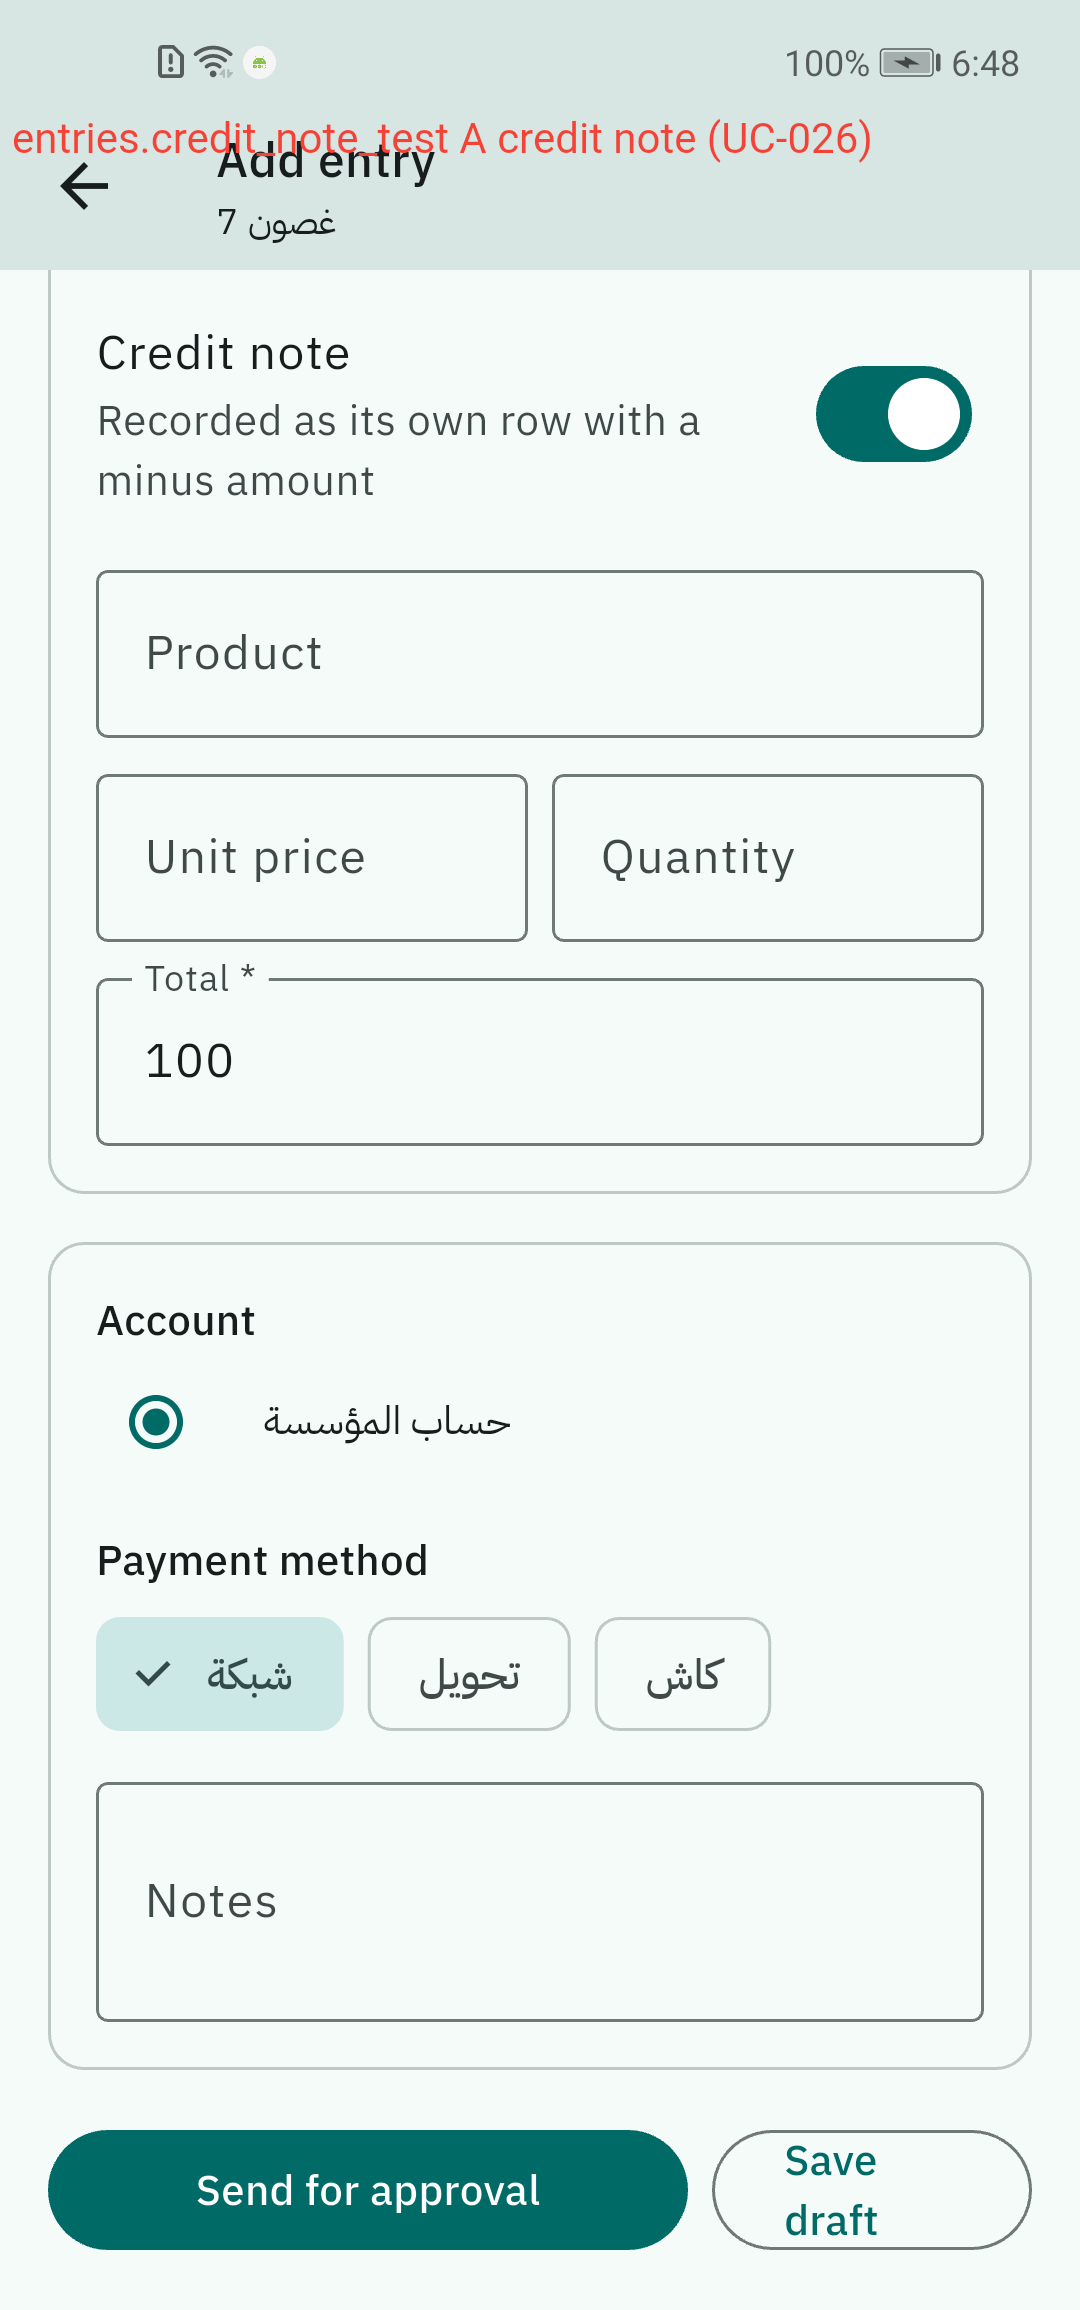 100% 6:48
entries.credit_note_test A credit note (UC-026)
Add entry
غصون 7
Credit note
Recorded as its own row with a
minus amount
Product
Unit price
Quantity
Total *
100
Account
حساب المؤسسة
Payment method
شبكة
تحويل
كاش
Notes
Send for approval
Save
draft